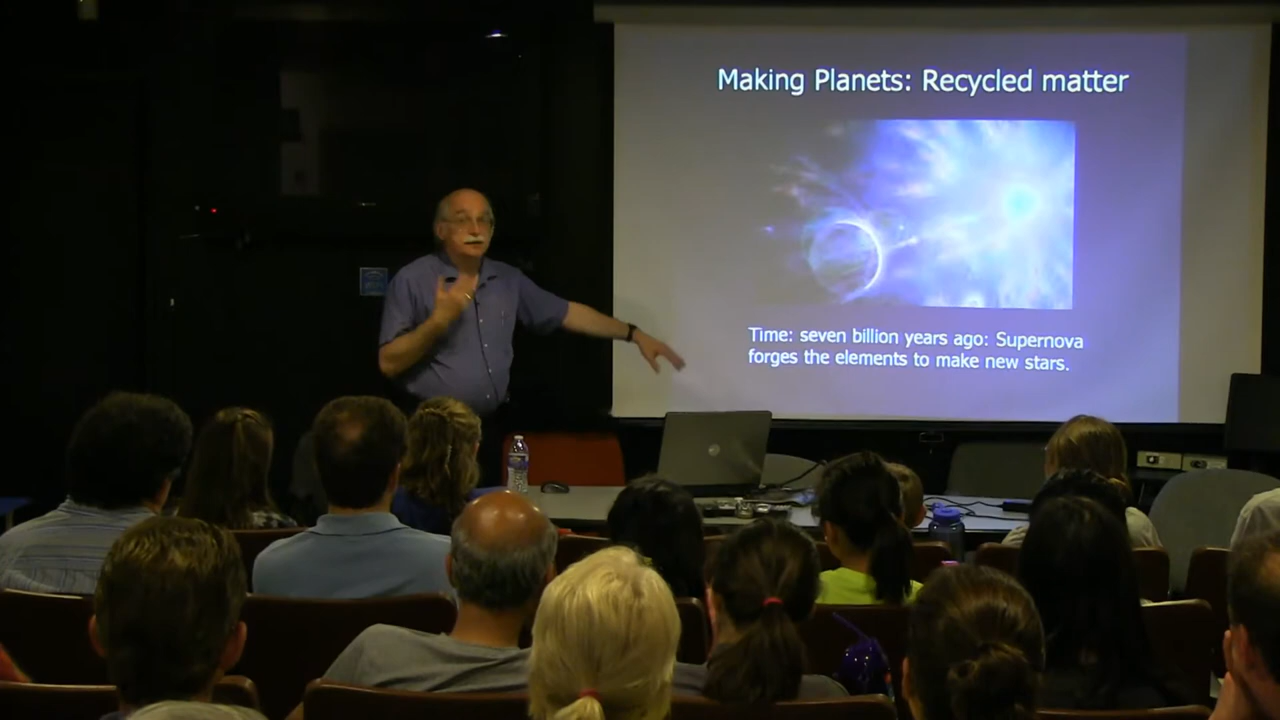 Making Planets: Recycled matter
Time: seven billion years ago: Supernova
forges the elements to make new stars.